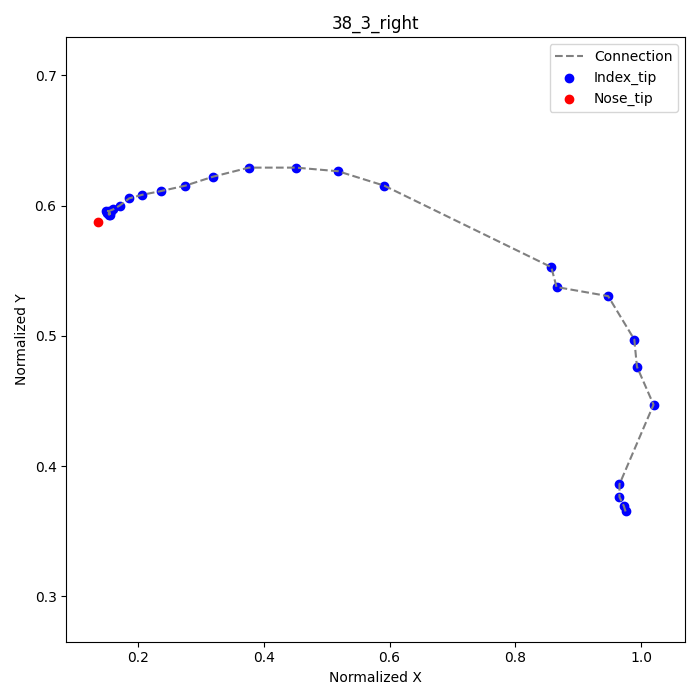 38_3_right
Connection
Index_tip
Nose_tip
Normalized Y
0.7
0.6
0.5
0.4
0.3
0.2 0.4 0.6 0.8 1.0
Normalized X